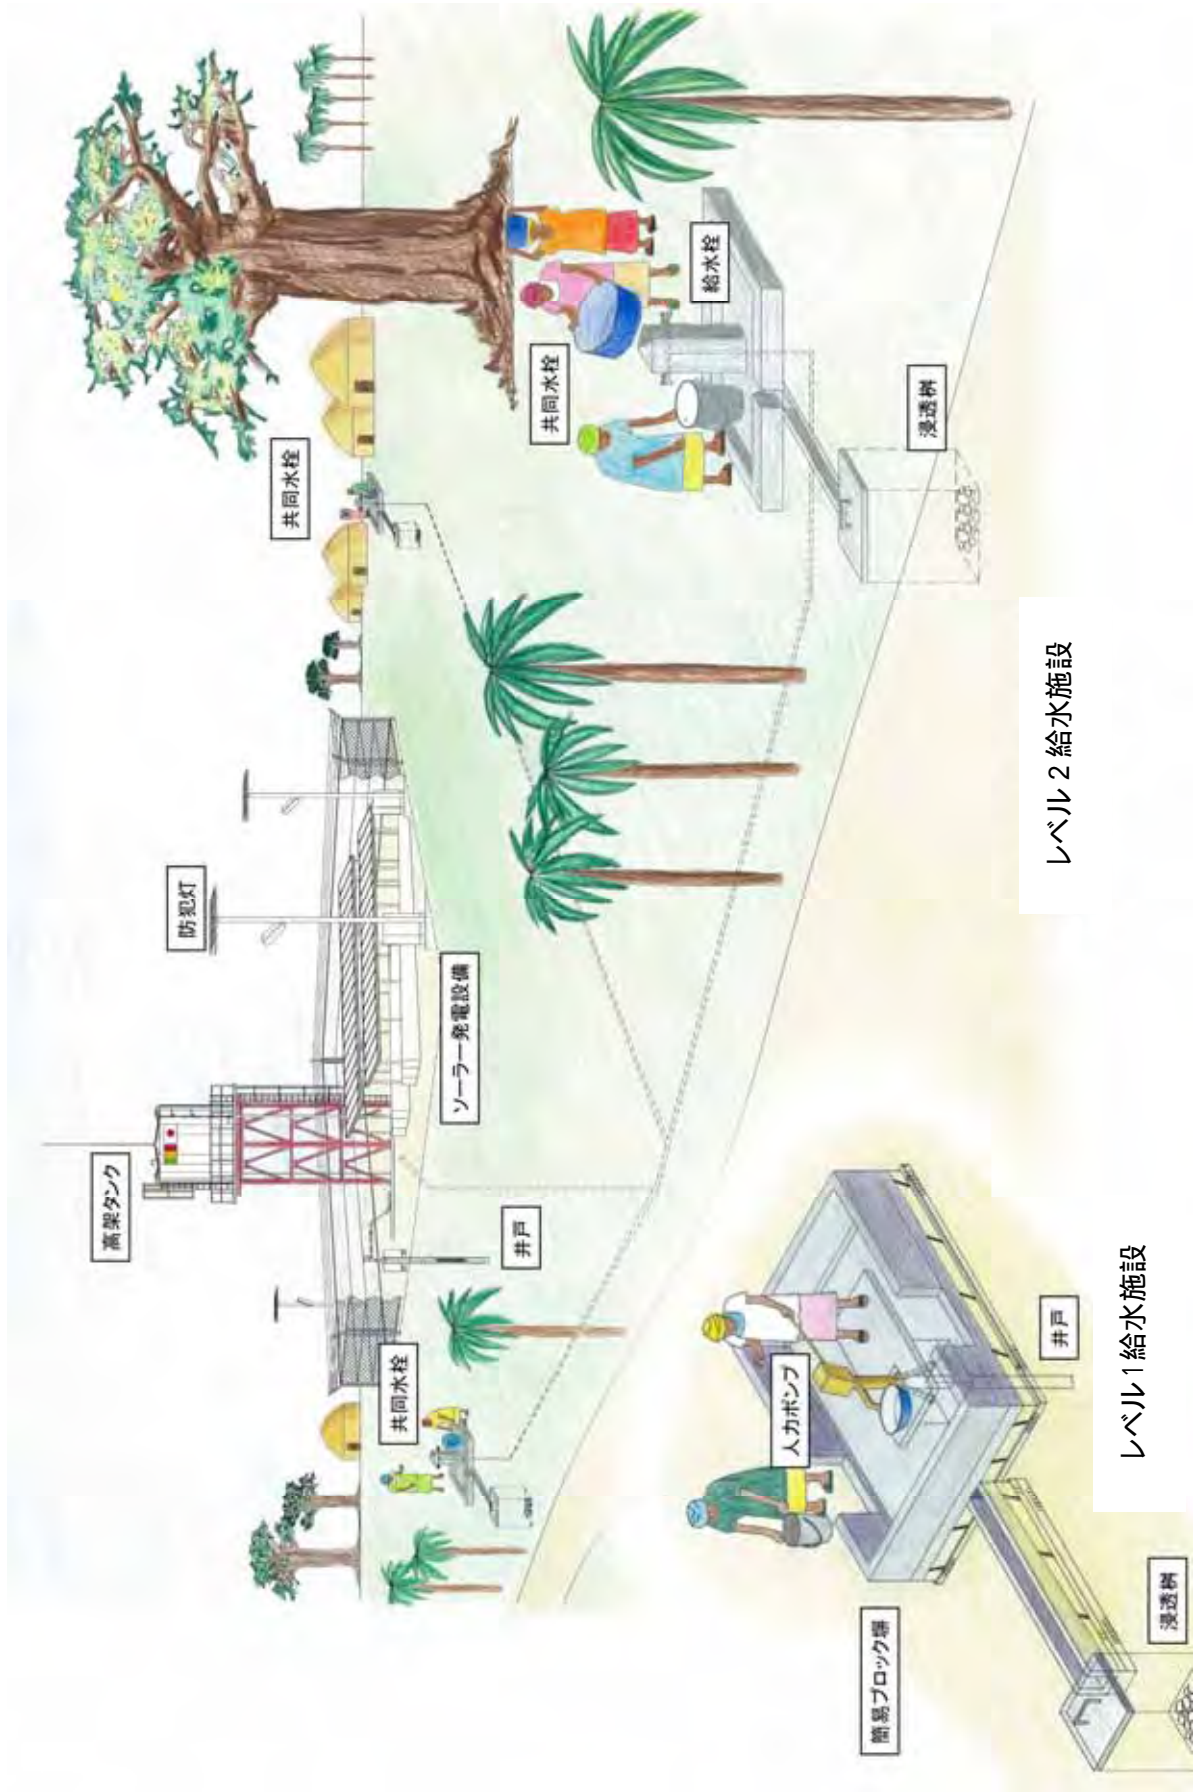 高架タンク
防犯灯
共同水栓
共同水栓
井戸
ソーラー発電設備
共同水栓
給水栓
浸透桝
レベル 2 給水施設
人力ポンプ
簡易ブロック塀
井戸
浸透桝
レベル 1 給水施設